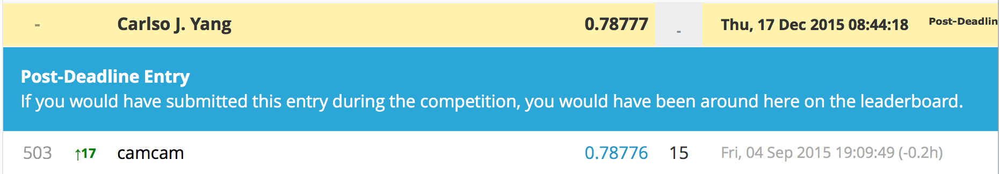 - Carlso J. Yang 0.78777 - Thu, 17 Dec 2015 08:44:18 Post-Deadlin
Post-Deadline Entry
If you would have submitted this entry during the competition, you would have been around here on the leaderboard.
503 ↑17 camcam 0.78776 15 Fri, 04 Sep 2015 19:09:49 (-0.2h)